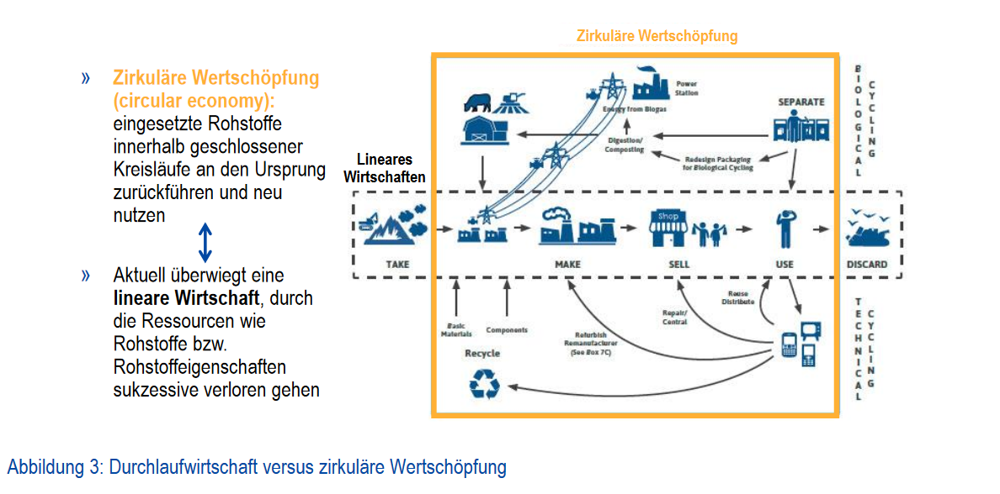 Zirkuläre Wertschöpfung
» Zirkuläre Wertschöpfung
(circular economy):
eingesetzte Rohstoffe
innerhalb geschlossener
Kreisläufe an den Ursprung
zurückführen und neu
nutzen
» Aktuell überwiegt eine
lineare Wirtschaft, durch
die Ressourcen wie
Rohstoffe bzw.
Rohstoffeigenschaften
sukzessive verloren gehen
Lineares
Wirtschaften
Power
Station
Energy from Biogas
SEPARATE
Digestion/
Composting
Redesign Packaging
for Biological Cycling
BIOLOGICAL
CYCLING
Shop
TAKE
MAKE
SELL
USE
DISCARD
Basic
Materials
Components
Recycle
Refurbish
Remanufacturer
(See Box 7C)
Repair/
Central
Reuse
Distribute
TECHNICAL
CYCLING
Abbildung 3: Durchlaufwirtschaft versus zirkuläre Wertschöpfung